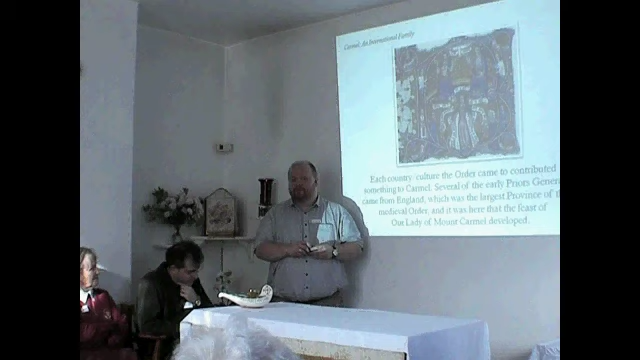 Carmel: An International Family
Each country, culture the Order came to contributed
something to Carmel. Several of the early Priors Genera
came from England, which was the largest Province of t
medieval Order, and it was here that the feast of
Our Lady of Mount Carmel developed.